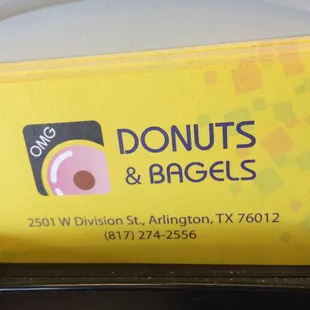 OMG
DONUTS
& BAGELS
2501 W Division St., Arlington, TX 76012
(817) 274-2556